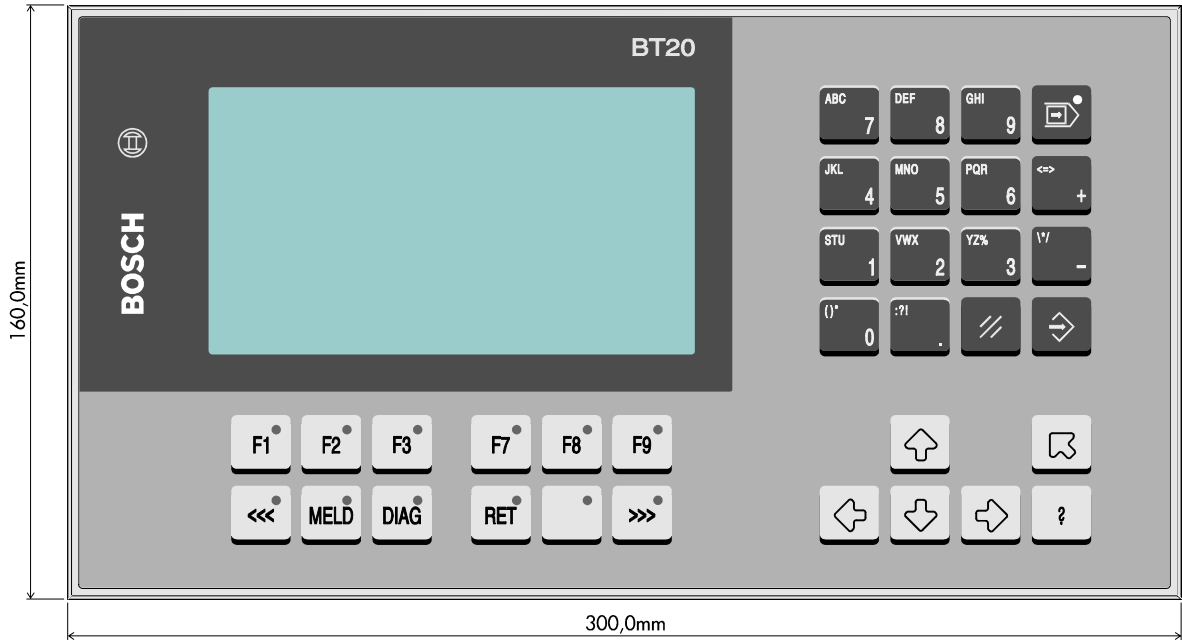 BT20
BOSCH
160,0mm
ABC 7
DEF 8
GHI 9
JKL 4
MNO 5
PQR 6
<=> +
STU 1
VWX 2
YZ% 3
\*/ -
()° 0
:?! .
F1 F2 F3 F7 F8 F9
<<< MELD DIAG RET >>>
?
300,0mm